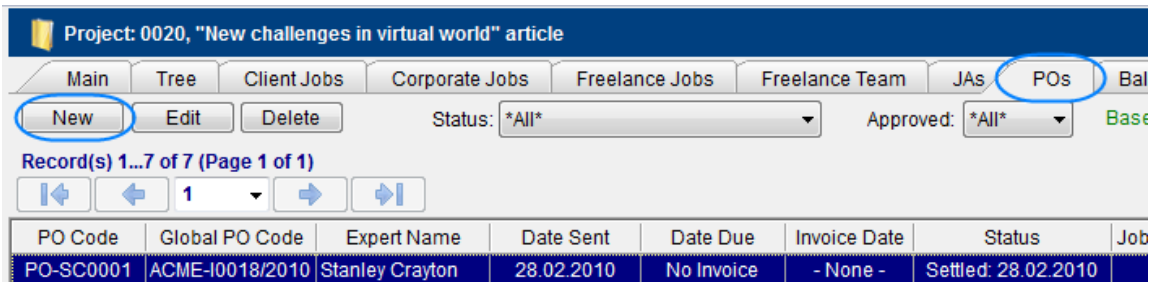 Project: 0020, "New challenges in virtual world" article
Main Tree Client Jobs Corporate Jobs Freelance Jobs Freelance Team JAs POs Bal
New Edit Delete Status: *All* Approved: *All* Base
Record(s) 1...7 of 7 (Page 1 of 1)
1
PO Code Global PO Code Expert Name Date Sent Date Due Invoice Date Status Job
PO-SC0001 ACME-I0018/2010 Stanley Crayton 28.02.2010 No Invoice - None - Settled: 28.02.2010